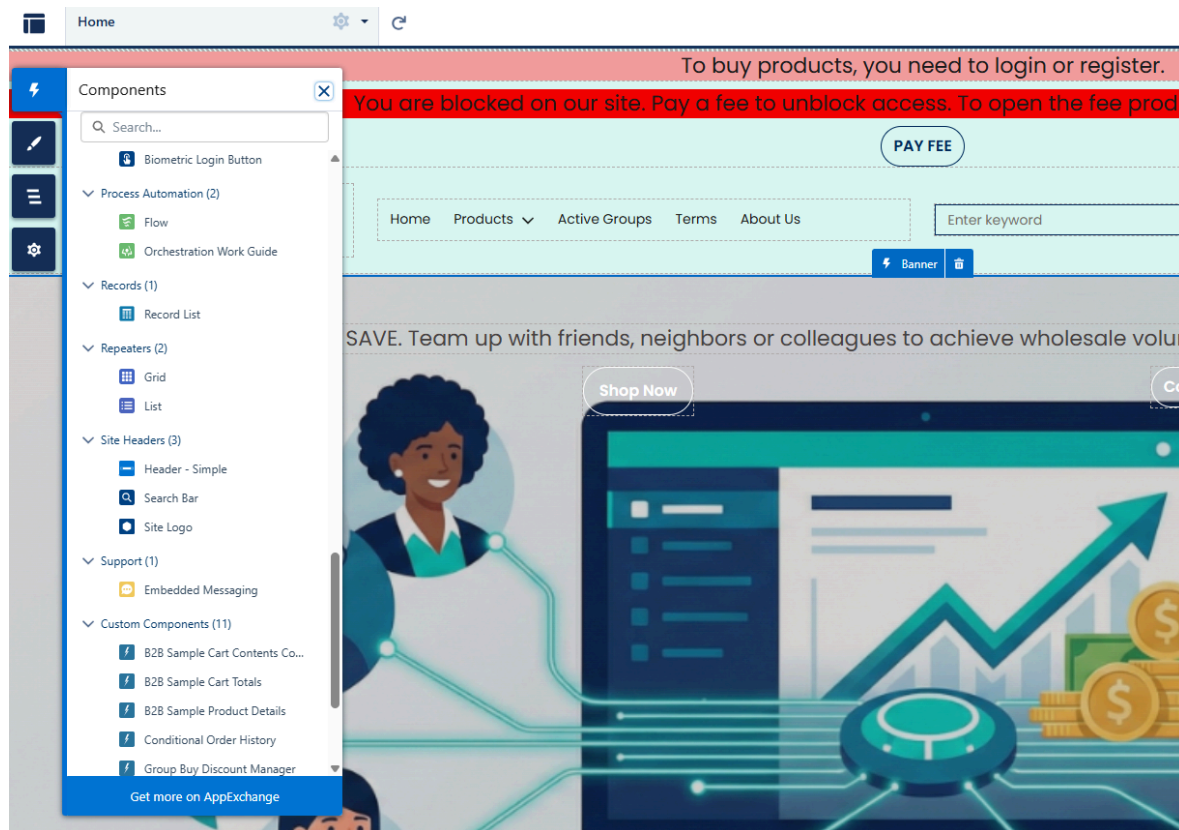 Home
To buy products, you need to login or register.
You are blocked on our site. Pay a fee to unblock access. To open the fee prod
PAY FEE
Components
Search...
Biometric Login Button
Process Automation (2)
Flow
Orchestration Work Guide
Records (1)
Record List
Repeaters (2)
Grid
List
Site Headers (3)
Header - Simple
Search Bar
Site Logo
Support (1)
Embedded Messaging
Custom Components (11)
B2B Sample Cart Contents Co...
B2B Sample Cart Totals
B2B Sample Product Details
Conditional Order History
Group Buy Discount Manager
Get more on AppExchange
Home Products Active Groups Terms About Us
Enter keyword
Banner
SAVE. Team up with friends, neighbors or colleagues to achieve wholesale volu
Shop Now
Co